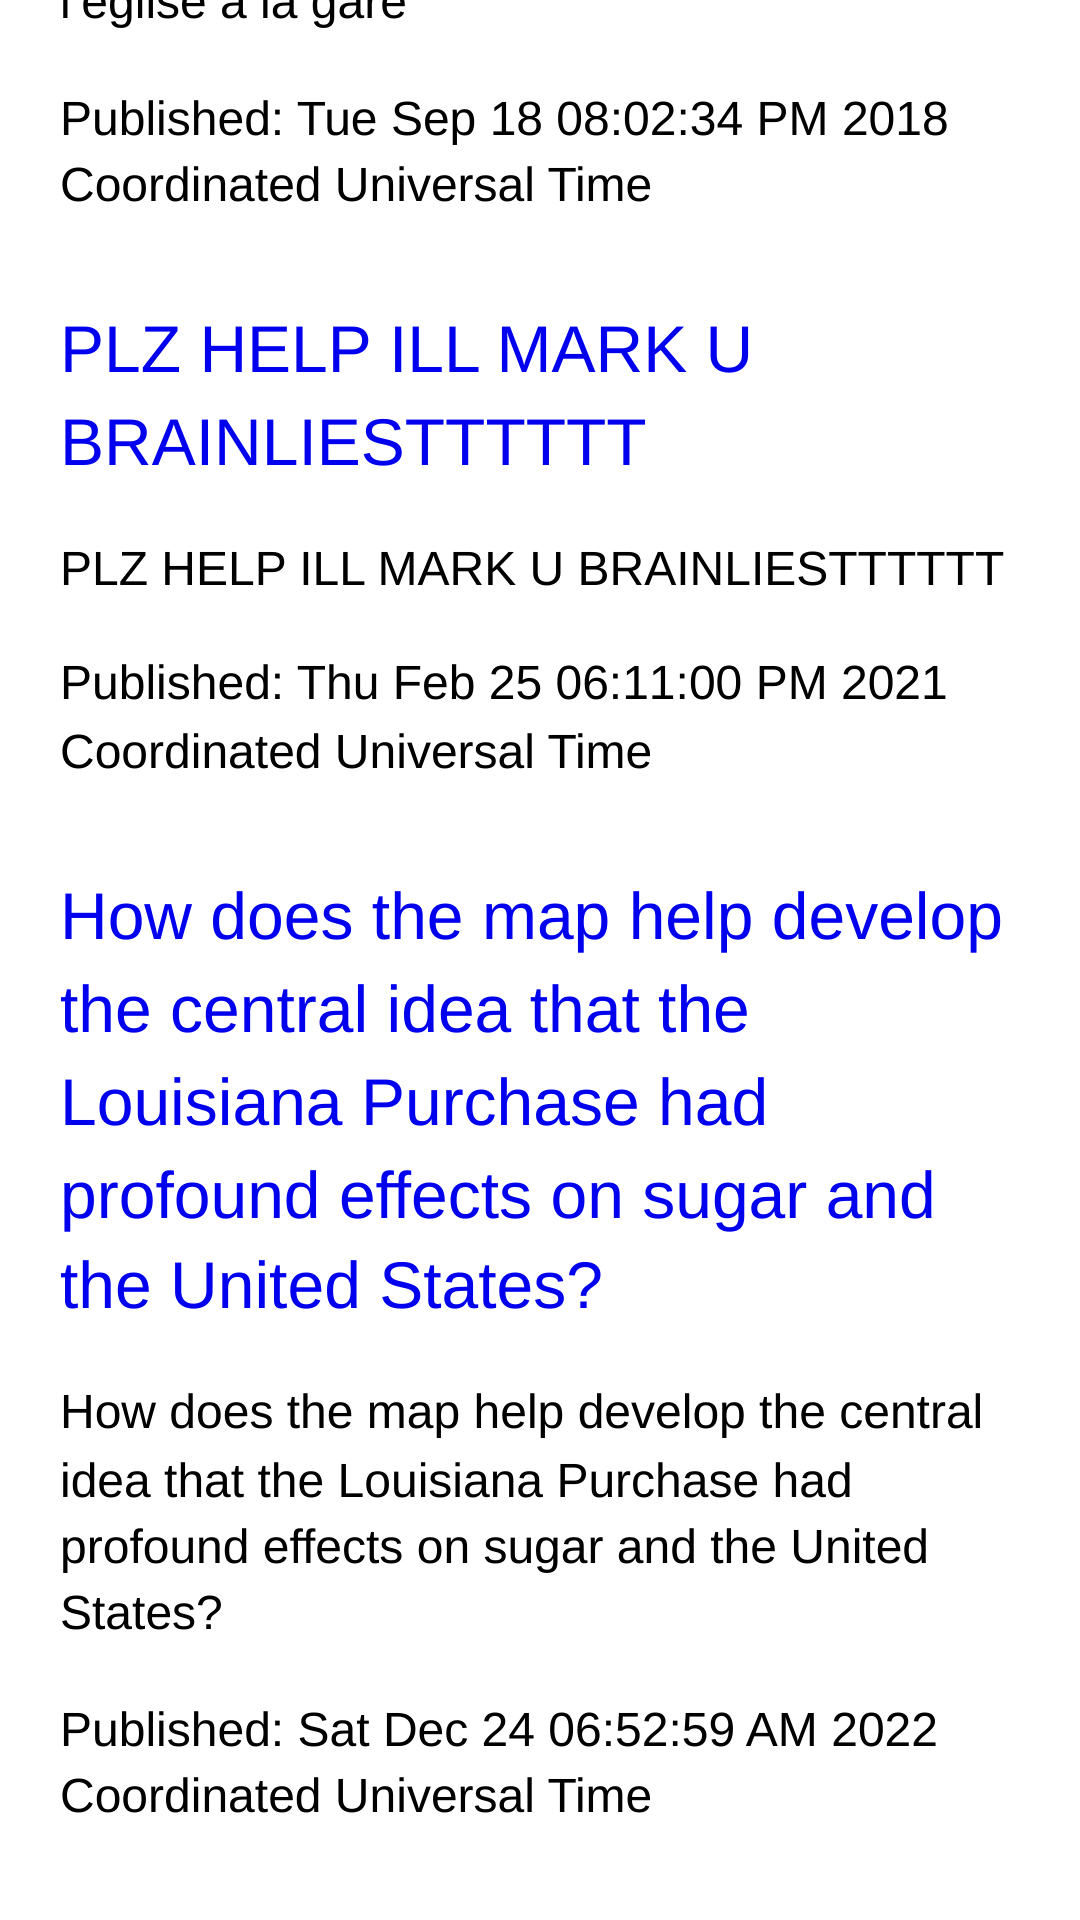 l'église à la gare
Published: Tue Sep 18 08:02:34 PM 2018
Coordinated Universal Time
PLZ HELP ILL MARK U
BRAINLIESTTTTTT
PLZ HELP ILL MARK U BRAINLIESTTTTTT
Published: Thu Feb 25 06:11:00 PM 2021
Coordinated Universal Time
How does the map help develop
the central idea that the
Louisiana Purchase had
profound effects on sugar and
the United States?
How does the map help develop the central
idea that the Louisiana Purchase had
profound effects on sugar and the United
States?
Published: Sat Dec 24 06:52:59 AM 2022
Coordinated Universal Time